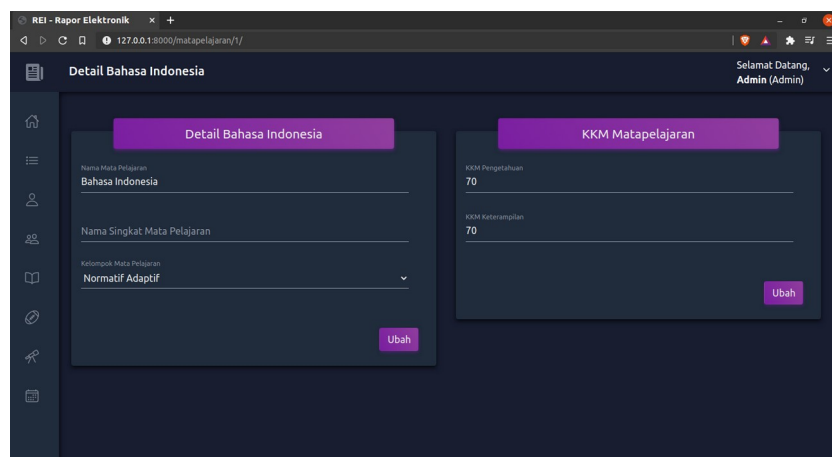 REI - Rapor Elektronik
127.0.0.1:8000/matapelajaran/1/
Detail Bahasa Indonesia
Selamat Datang,
Admin (Admin)
Detail Bahasa Indonesia
Nama Mata Pelajaran
Bahasa Indonesia
Nama Singkat Mata Pelajaran
Kelompok Mata Pelajaran
Normatif Adaptif
Ubah
KKM Matapelajaran
KKM Pengetahuan
70
KKM Keterampilan
70
Ubah